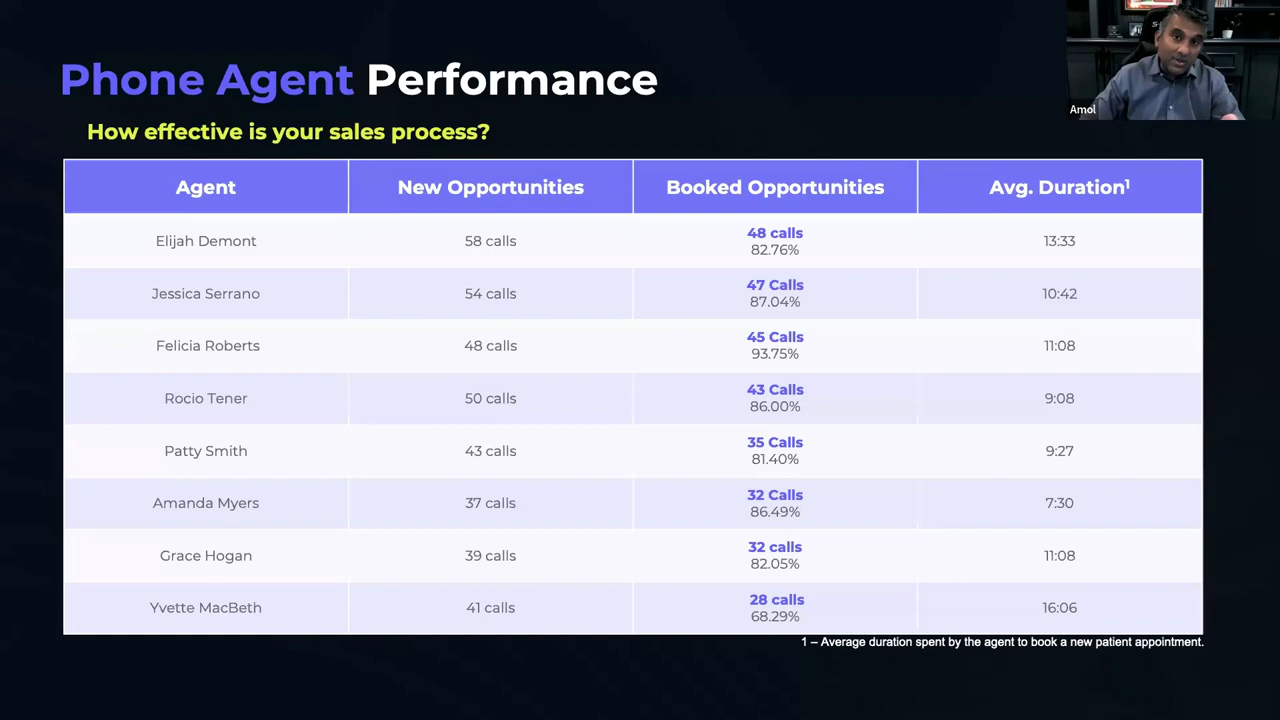 Phone Agent Performance
How effective is your sales process?
Agent New Opportunities Booked Opportunities Avg. Duration¹
Elijah Demont 58 calls 48 calls 82.76% 13:33
Jessica Serrano 54 calls 47 Calls 87.04% 10:42
Felicia Roberts 48 calls 45 Calls 93.75% 11:08
Rocio Tener 50 calls 43 Calls 86.00% 9:08
Patty Smith 43 calls 35 Calls 81.40% 9:27
Amanda Myers 37 calls 32 Calls 86.49% 7:30
Grace Hogan 39 calls 32 calls 82.05% 11:08
Yvette MacBeth 41 calls 28 calls 68.29% 16:06
1 – Average duration spent by the agent to book a new patient appointment.
Amol